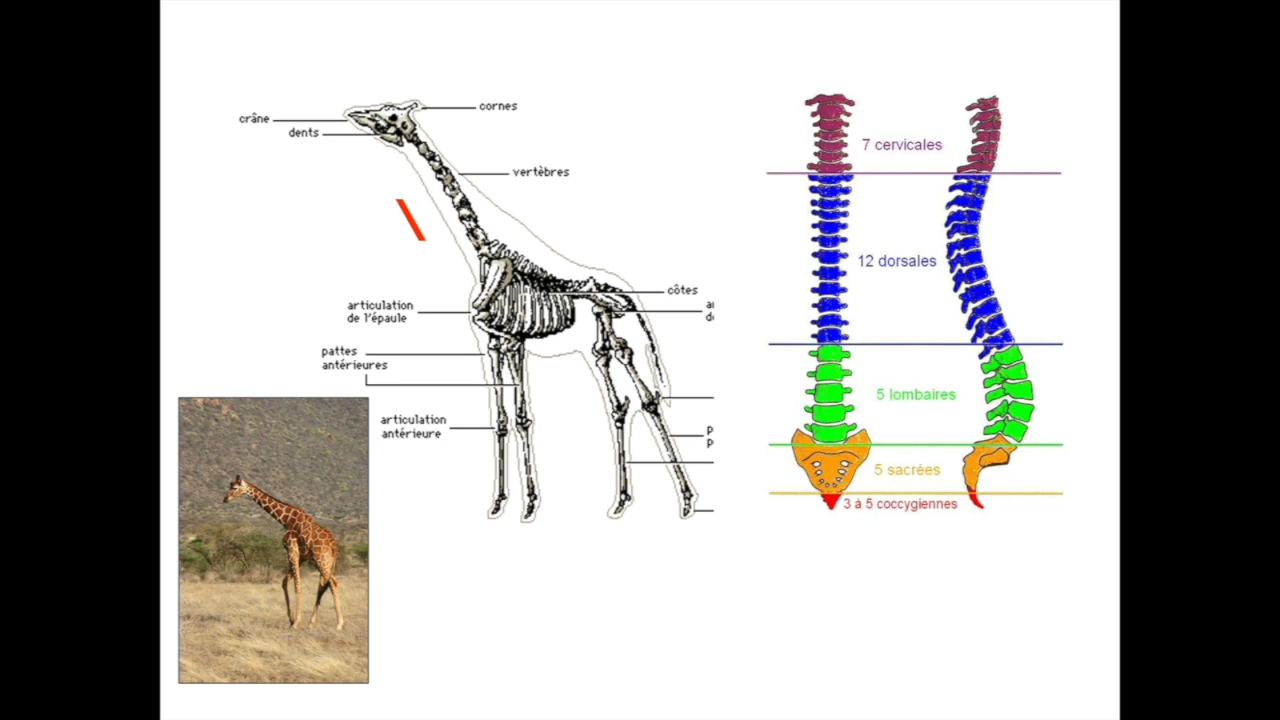 cornes
crâne
dents
vertèbres
côtes
articulation
de l'épaule
pattes
antérieures
articulation
antérieure
7 cervicales
12 dorsales
5 lombaires
5 sacrées
3 à 5 coccygiennes